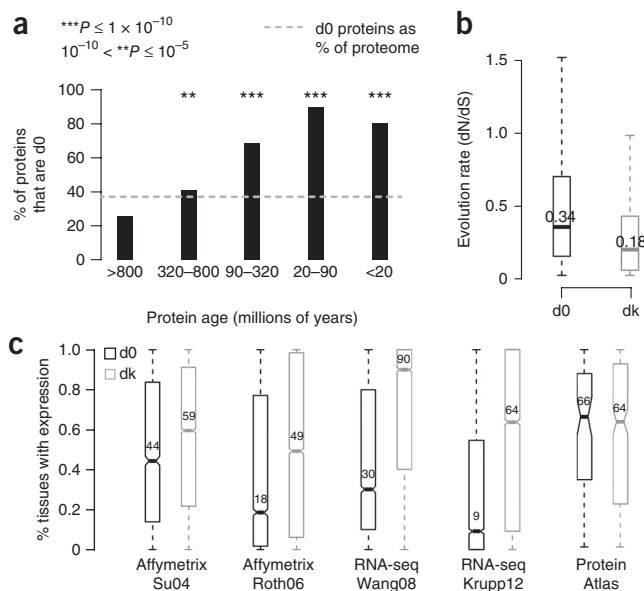 a
***P ≤ 1 × 10⁻¹⁰
10⁻¹⁰ < **P ≤ 10⁻⁵
d0 proteins as
% of proteome
% of proteins
that are d0
100
80
60
40
20
0
** *** *** ***
>800 320–800 90–320 20–90 <20
Protein age (millions of years)
b
Evolution rate (dN/dS)
1.5
1.0
0.5
0
0.34
0.18
d0 dk
c
% tissues with expression
1.0
0.8
0.6
0.4
0.2
0
d0
dk
44 59 18 49 30 90 9 64 66 64
Affymetrix Affymetrix RNA-seq RNA-seq Protein
Su04 Roth06 Wang08 Krupp12 Atlas